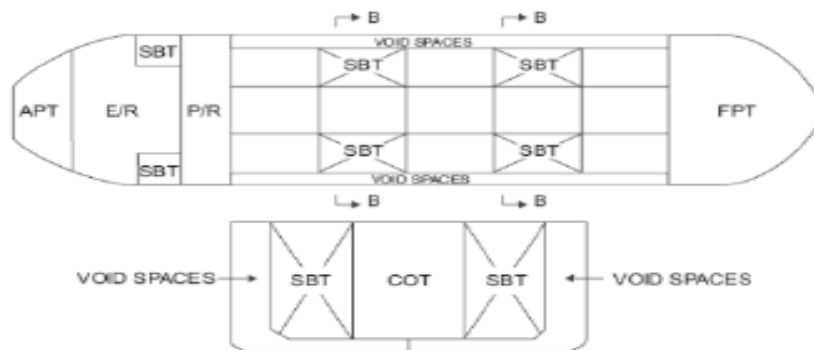 B B
VOID SPACES
SBT SBT SBT
APT E/R P/R FPT
SBT SBT SBT
VOID SPACES
B B
VOID SPACES SBT COT SBT VOID SPACES